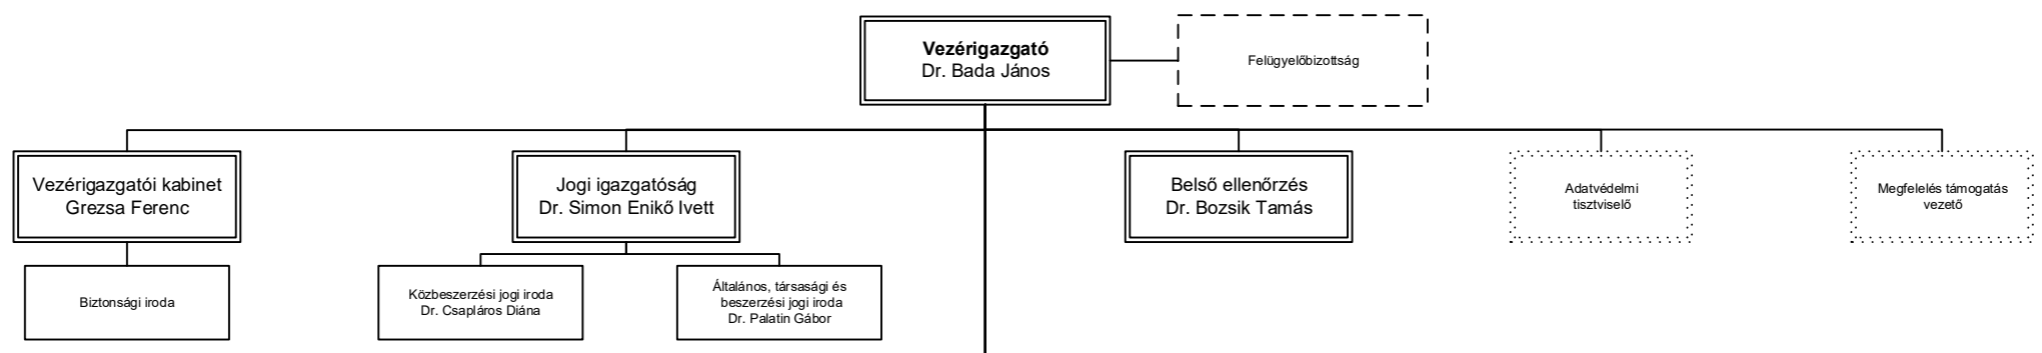 Vezérigazgató
Dr. Bada János
Felügyelőbizottság
Vezérigazgatói kabinet
Grezsa Ferenc
Jogi igazgatóság
Dr. Simon Enikő Ivett
Belső ellenőrzés
Dr. Bozsik Tamás
Adatvédelmi
tisztviselő
Megfelelés támogatás
vezető
Biztonsági iroda
Közbeszerzési jogi iroda
Dr. Csapláros Diána
Általános, társasági és
beszerzési jogi iroda
Dr. Palatin Gábor